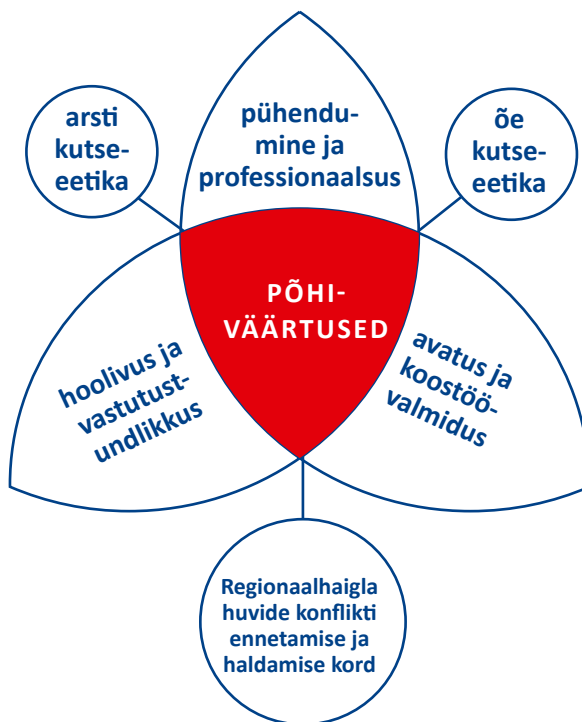 arsti
kutse-
eetika
pühendu-
mine ja
professionaalsus
õe
kutse-
eetika
PÕHI-
VÄÄRTUSED
hoolivus ja
vastutust-
undlikkus
avatus ja
koostöö-
valmidus
Regionaalhaigla
huvide konflikti
ennetamise ja
haldamise kord